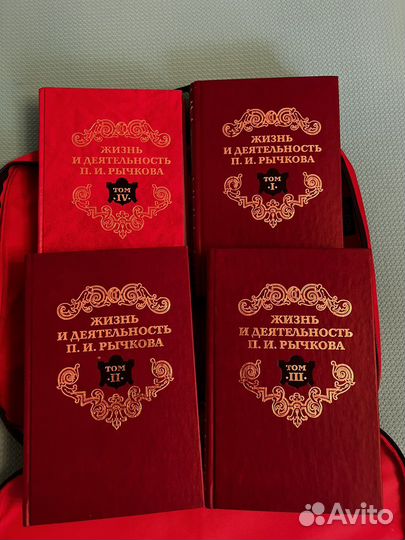 ЖИЗНЬ
И ДЕЯТЕЛЬНОСТЬ
П. И. РЫЧКОВА
ТОМ
·IV·
ЖИЗНЬ
И ДЕЯТЕЛЬНОСТЬ
П. И. РЫЧКОВА
ТОМ
·I·
ЖИЗНЬ
И ДЕЯТЕЛЬНОСТЬ
П. И. РЫЧКОВА
ТОМ
·II·
ЖИЗНЬ
И ДЕЯТЕЛЬНОСТЬ
П. И. РЫЧКОВА
ТОМ
·III·
Avito